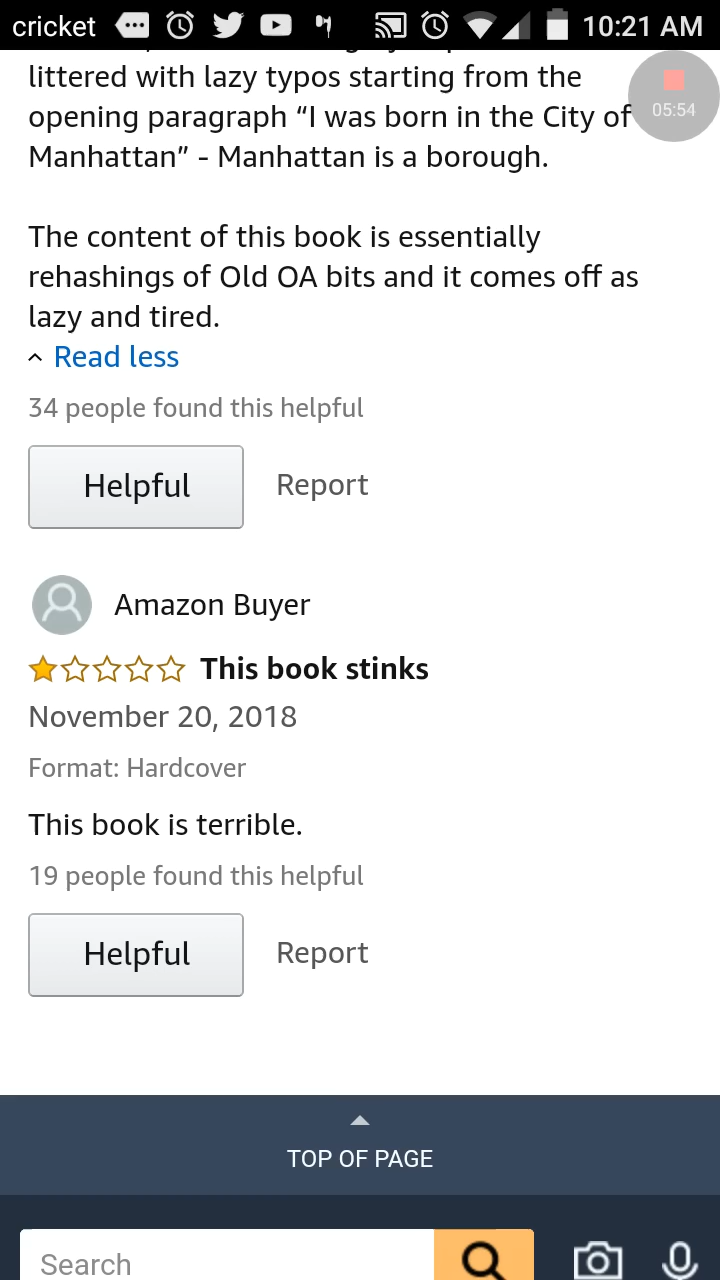 cricket 10:21 AM
littered with lazy typos starting from the
05:54
opening paragraph “I was born in the City of
Manhattan” - Manhattan is a borough.
The content of this book is essentially
rehashings of Old OA bits and it comes off as
lazy and tired.
Read less
34 people found this helpful
Helpful Report
Amazon Buyer
This book stinks
November 20, 2018
Format: Hardcover
This book is terrible.
19 people found this helpful
Helpful Report
TOP OF PAGE
Search